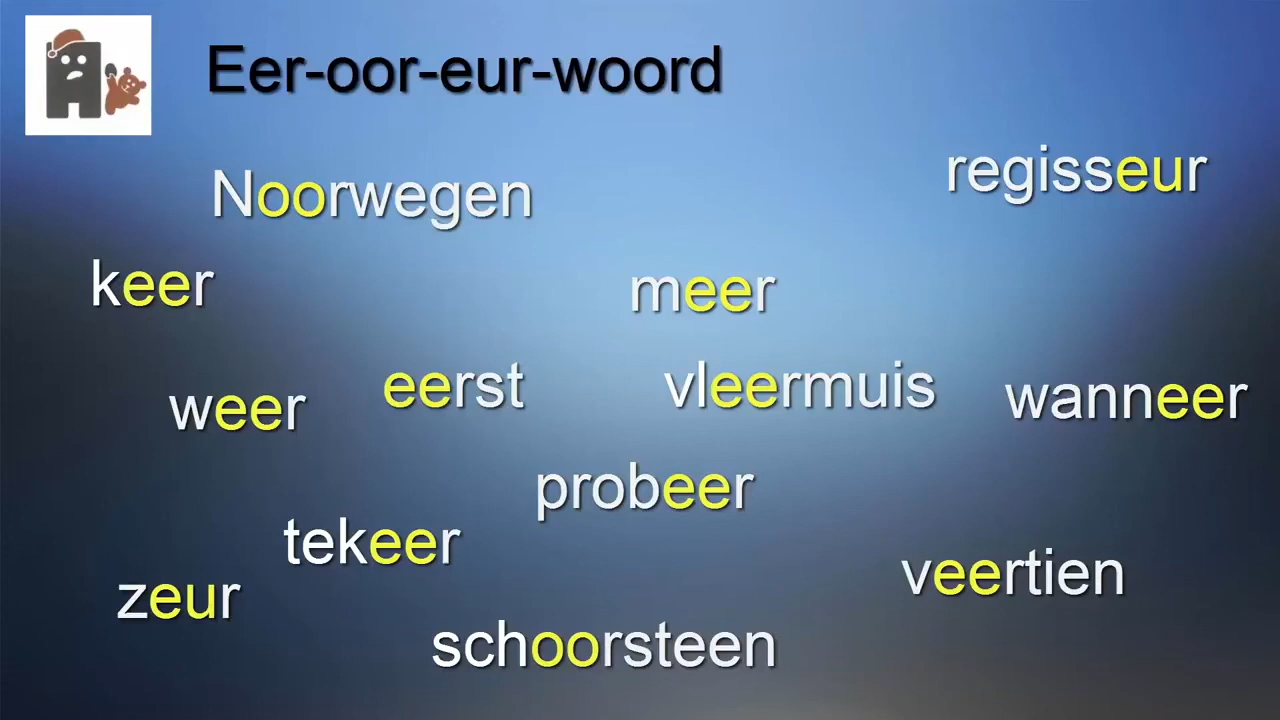 Eer-oor-eur-woord
regisseur
Noorwegen
keer
meer
eerst
vleermuis
wanneer
weer
probeer
tekeer
veertien
zeur
schoorsteen